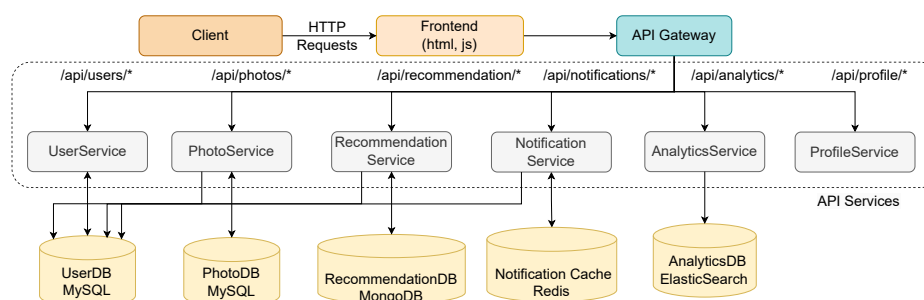 Client
HTTP
Requests
Frontend
(html, js)
API Gateway
/api/users/*
/api/photos/*
/api/recommendation/*
/api/notifications/*
/api/analytics/*
/api/profile/*
UserService
PhotoService
Recommendation
Service
Notification
Service
AnalyticsService
ProfileService
API Services
UserDB
MySQL
PhotoDB
MySQL
RecommendationDB
MongoDB
Notification Cache
Redis
AnalyticsDB
ElasticSearch